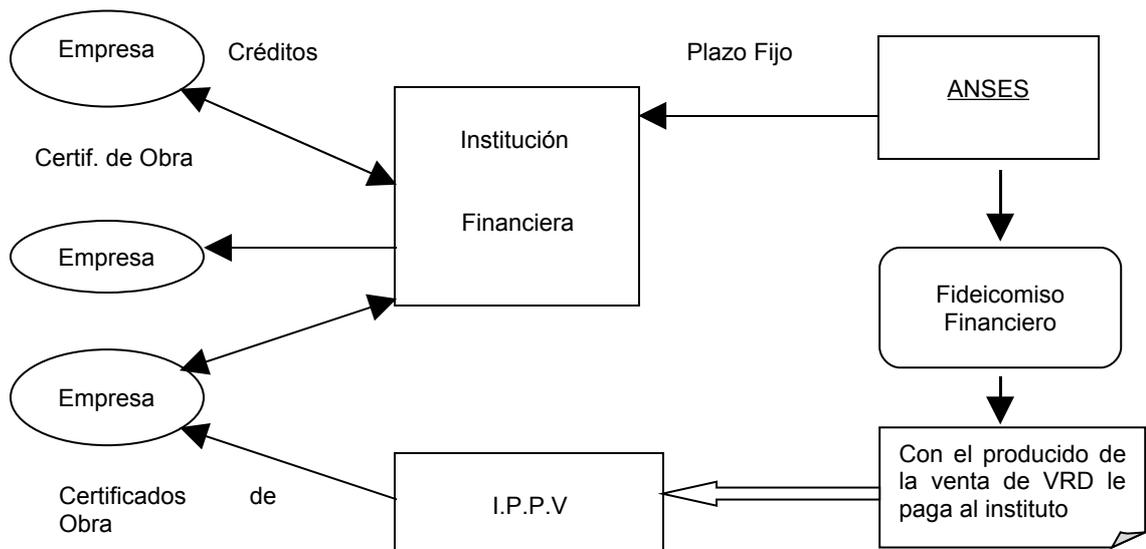 Empresa
Créditos
Plazo Fijo
ANSES
Institución
Financiera
Certif. de Obra
Empresa
Fideicomiso
Financiero
Empresa
Certificados de
Obra
I.P.P.V
Con el producido de
la venta de VRD le
paga al instituto